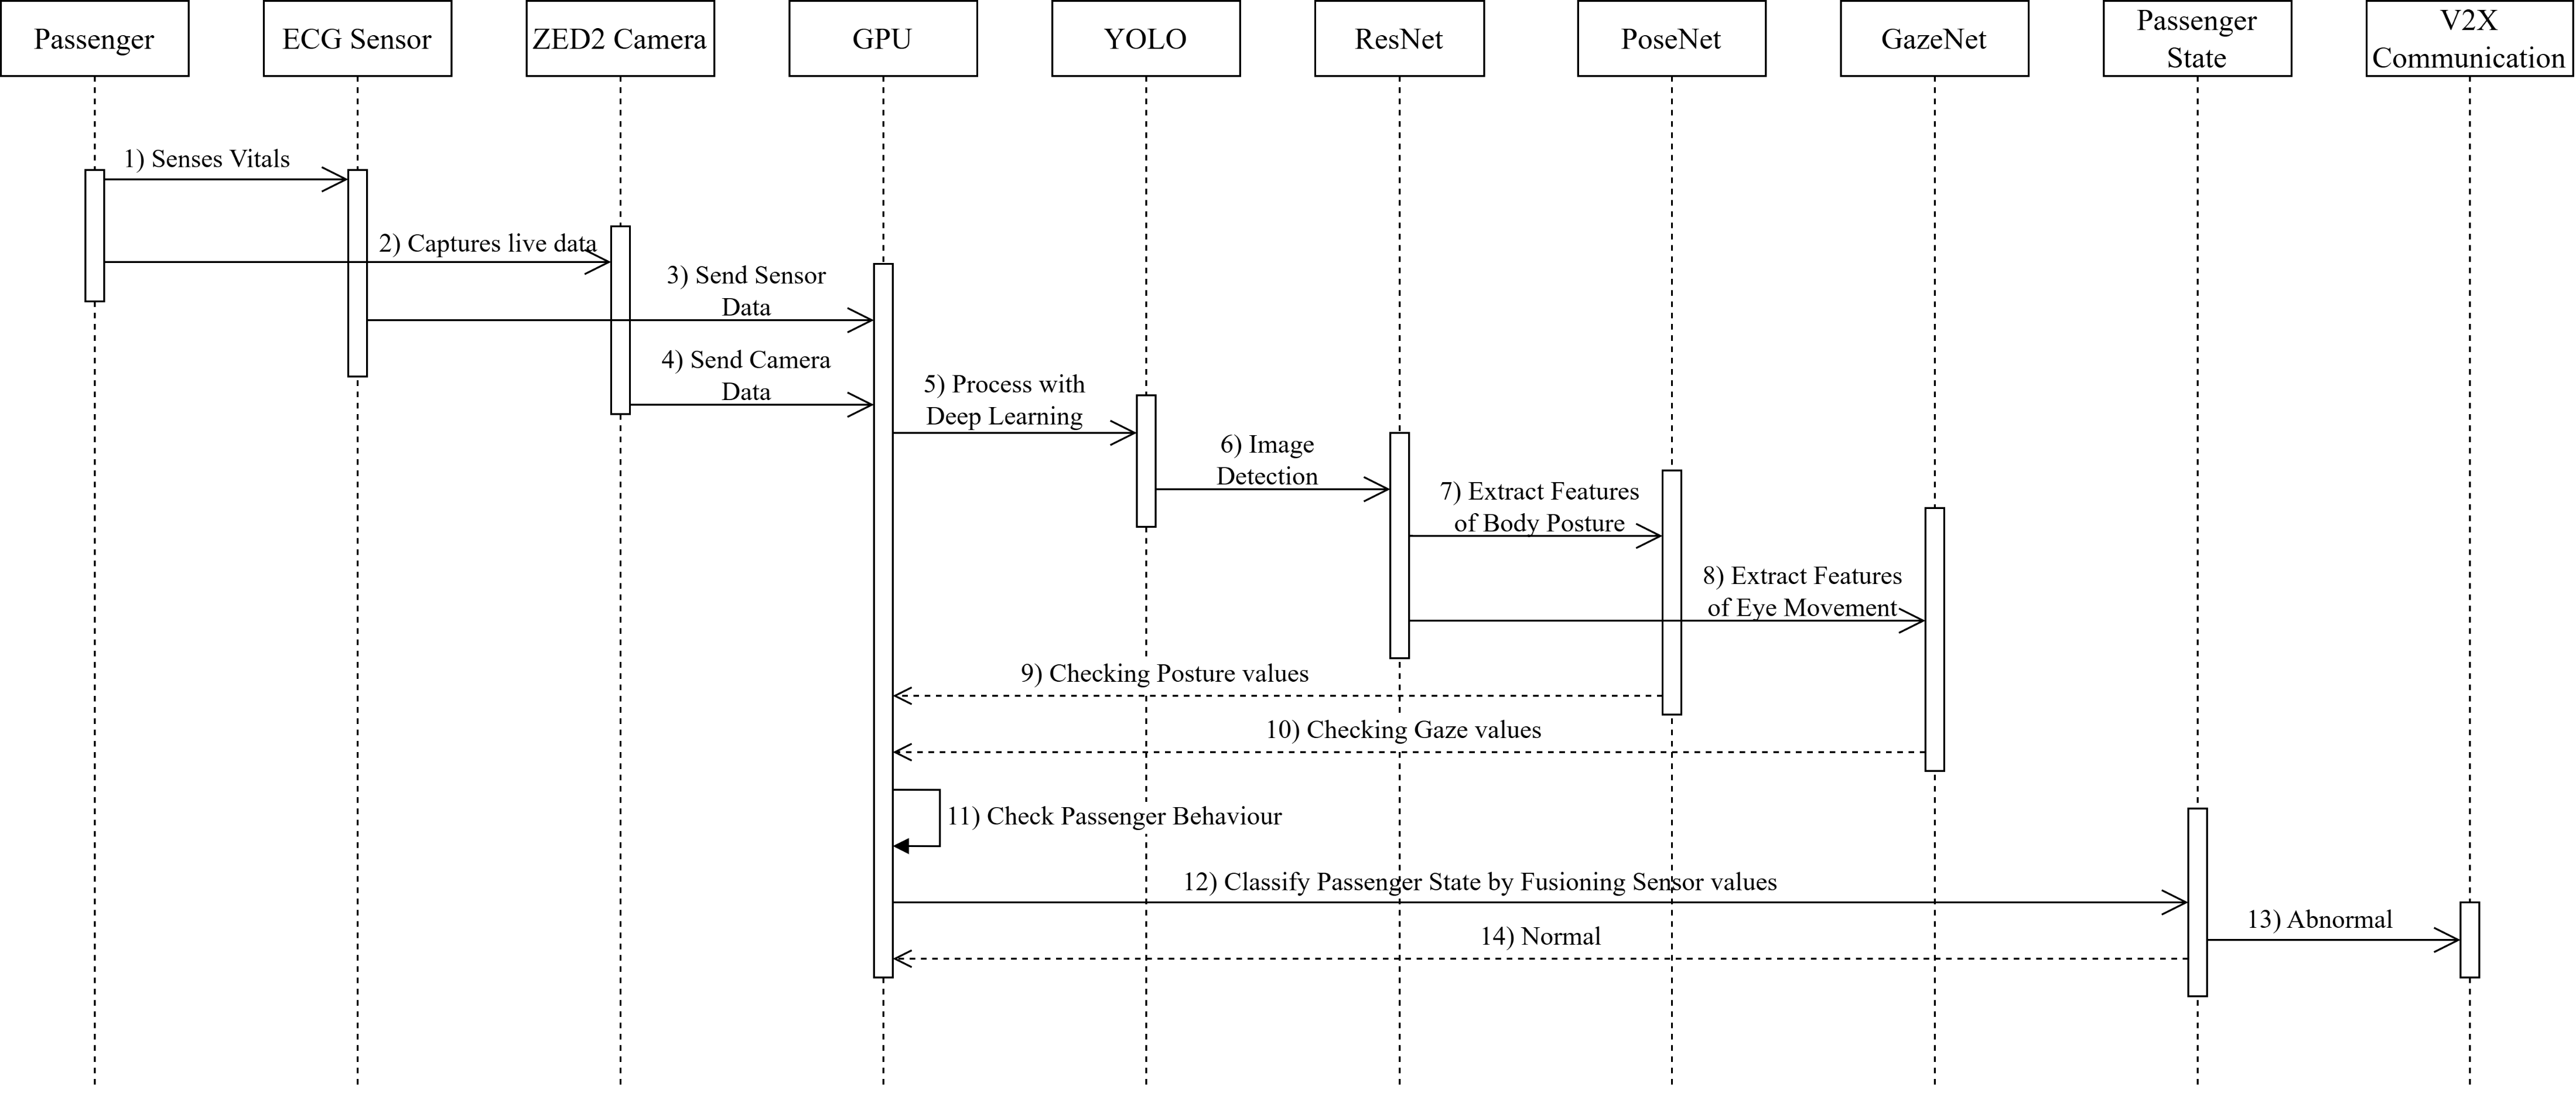 Passenger
ECG Sensor
ZED2 Camera
GPU
YOLO
ResNet
PoseNet
GazeNet
Passenger
State
V2X
Communication
1) Senses Vitals
2) Captures live data
3) Send Sensor
Data
4) Send Camera
Data
5) Process with
Deep Learning
6) Image
Detection
7) Extract Features
of Body Posture
8) Extract Features
of Eye Movement
9) Checking Posture values
10) Checking Gaze values
11) Check Passenger Behaviour
12) Classify Passenger State by Fusioning Sensor values
13) Abnormal
14) Normal